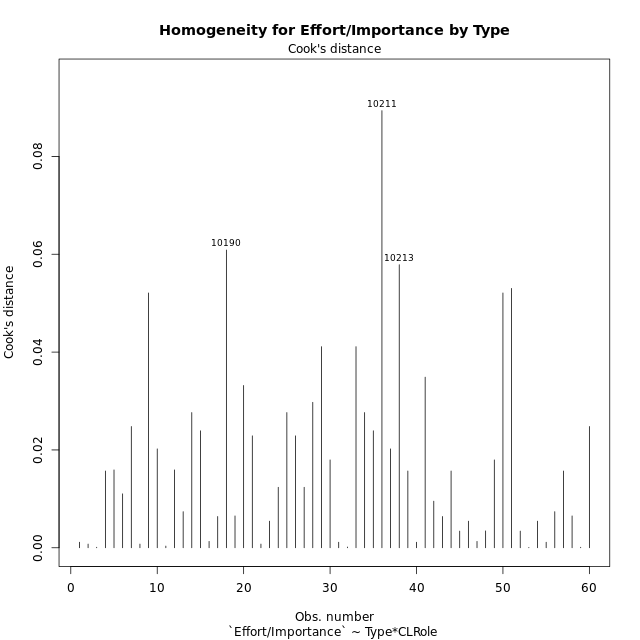 Homogeneity for Effort/Importance by Type
Cook's distance
10211
10190
10213
Cook's distance
0.08
0.06
0.04
0.02
0.00
0 10 20 30 40 50 60
Obs. number
`Effort/Importance` ~ Type*CLRole